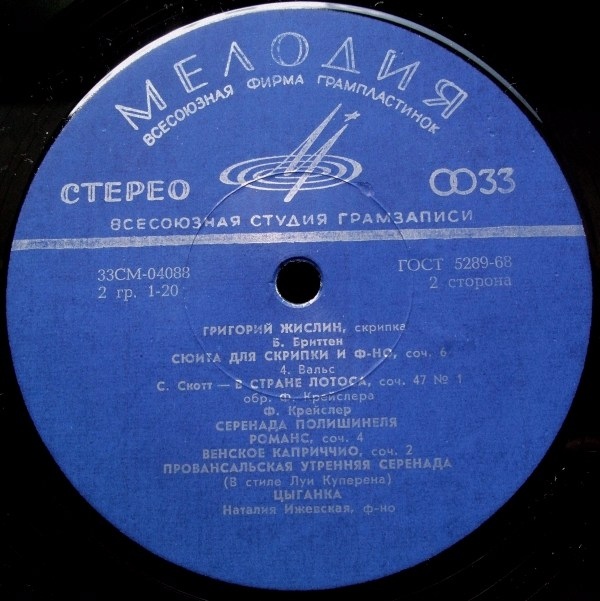 МЕЛОДИЯ
ВСЕСОЮЗНАЯ ФИРМА ГРАМПЛАСТИНОК
СТЕРЕО
33
ВСЕСОЮЗНАЯ СТУДИЯ ГРАМЗАПИСИ
33СМ-04088
ГОСТ 5289-68
2 гр. 1-20
2 сторона
ГРИГОРИЙ ЖИСЛИН, скрипка
Б. Бриттен
СЮИТА ДЛЯ СКРИПКИ И Ф-НО, соч. 6
4. Вальс
С. Скотт — В СТРАНЕ ЛОТОСА, соч. 47 № 1
обр. Ф. Крейслера
Ф. Крейслер
СЕРЕНАДА ПОЛИШИНЕЛЯ
РОМАНС, соч. 4
ВЕНСКОЕ КАПРИЧЧИО, соч. 2
ПРОВАНСАЛЬСКАЯ УТРЕННЯЯ СЕРЕНАДА
(В стиле Луи Куперена)
ЦЫГАНКА
Наталия Ижевская, ф-но